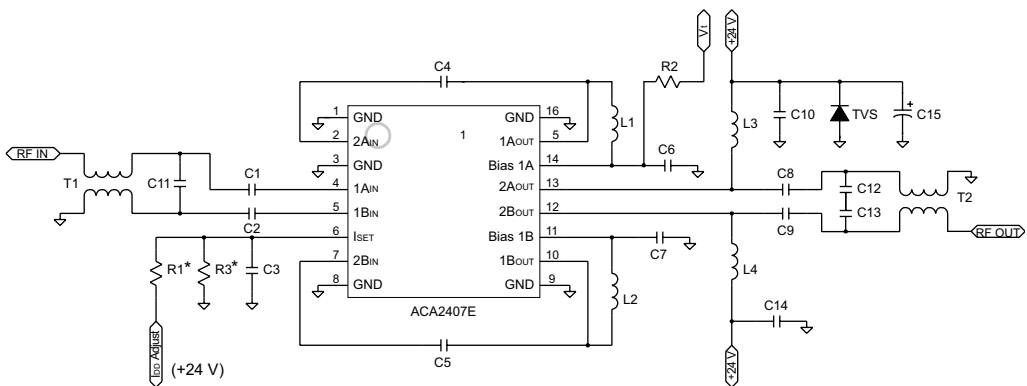 Vt
+24 V
C4
R2
1 GND
GND 16
L1
L3
C10
TVS
+
C15
2 2AIN
1
1AOUT 5
RF IN
3 GND
Bias 1A 14
C6
T1
C11
C1
4 1AIN
2AOUT 13
C8
C12
T2
5 1BIN
2BOUT 12
C13
C2
C9
RF OUT
6 ISET
Bias 1B 11
C7
R1*
R3*
C3
7 2BIN
1BOUT 10
L4
8 GND
GND 9
L2
ACA2407E
C14
IDD Adjust
(+24 V)
C5
+24 V